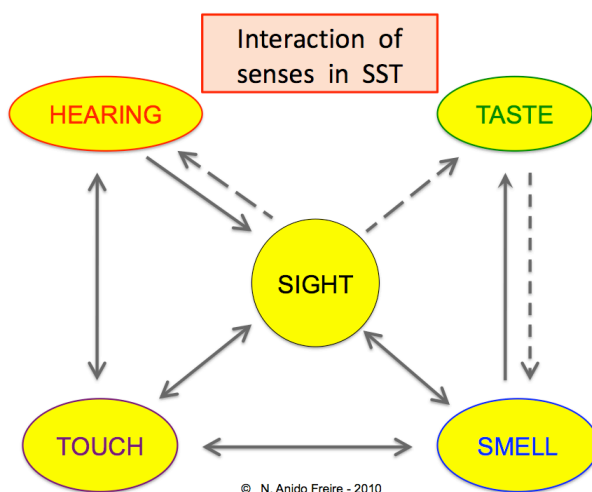 Interaction of
senses in SST
HEARING
TASTE
SIGHT
TOUCH
SMELL
© N. Anido Freire - 2010